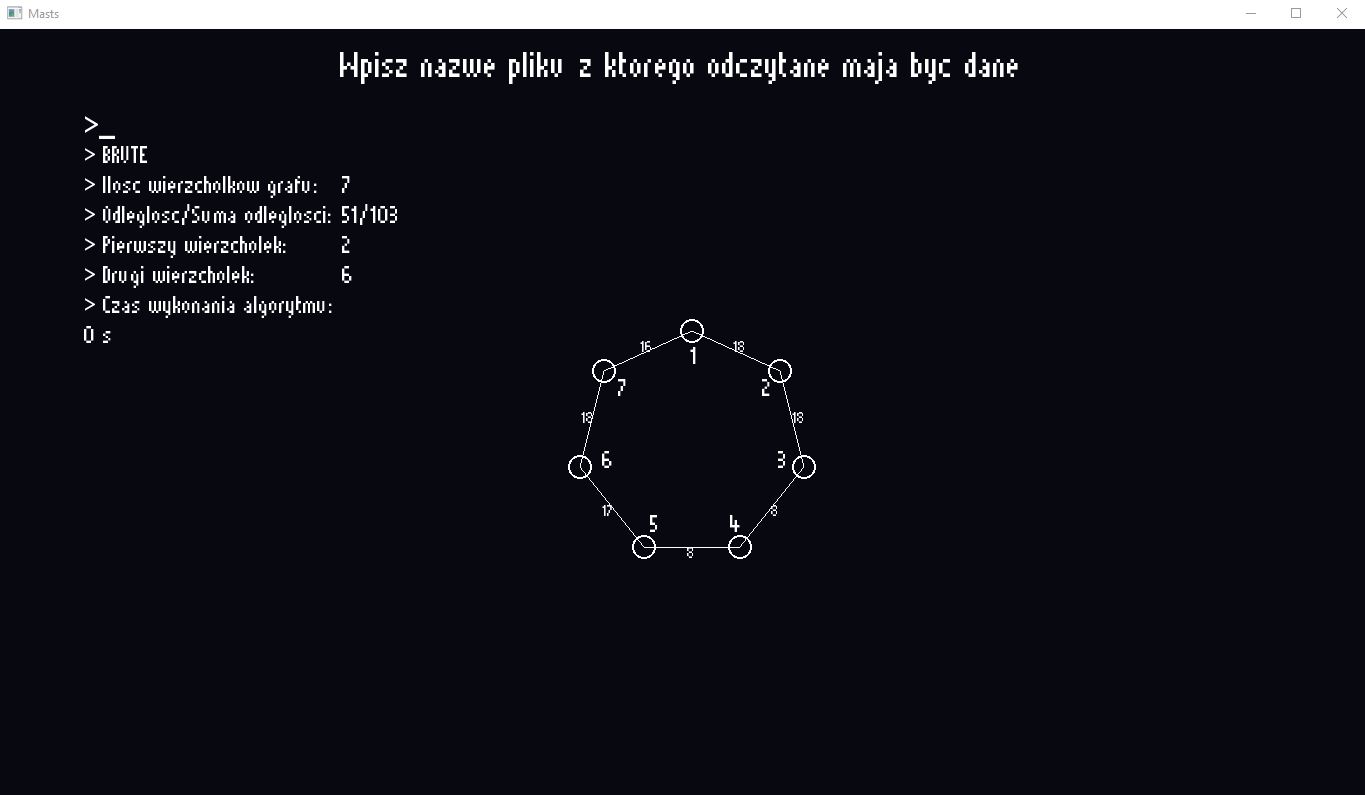 Masts
Wpisz nazwe pliku z ktorego odczytane maja byc dane
>_
> BRUTE
> Ilosc wierzcholkow grafu: 7
> Odleglosc/Suma odleglosci: 51/103
> Pierwszy wierzcholek: 2
> Drugi wierzcholek: 6
> Czas wykonania algorytmu:
0 s
16 18
1
7 2
18 18
6 3
17 8
5 4
8